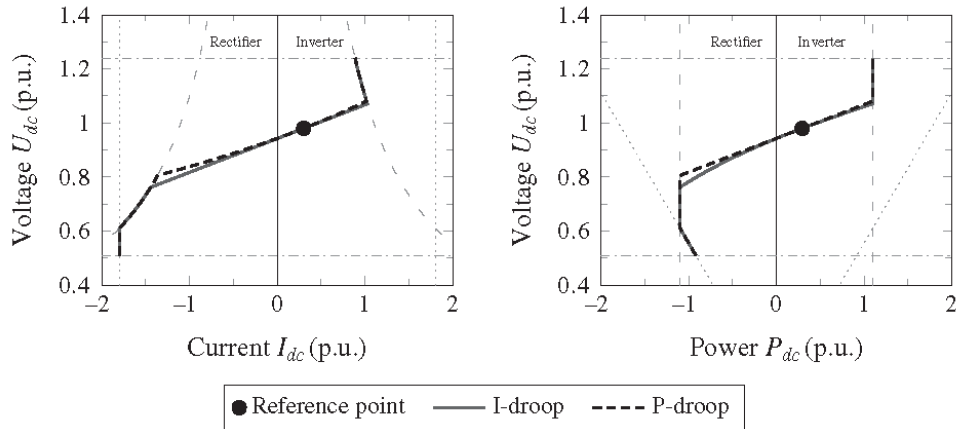 1.4
1.2
1
0.8
0.6
0.4
Voltage U_dc (p.u.)
Rectifier
Inverter
−2
−1
0
1
2
Current I_dc (p.u.)
1.4
1.2
1
0.8
0.6
0.4
Voltage U_dc (p.u.)
Rectifier
Inverter
−2
−1
0
1
2
Power P_dc (p.u.)
Reference point
I-droop
P-droop